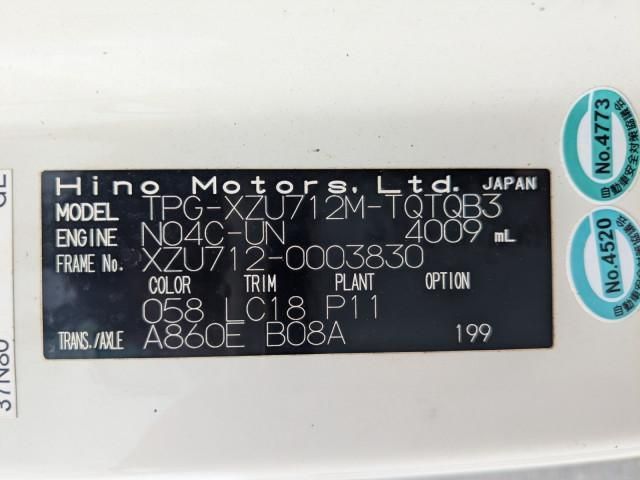 Hino Motors, Ltd. JAPAN
MODEL TPG-XZU712M-TQTQB3
ENGINE N04C-UN 4009 mL
FRAME No. XZU712-0003830
COLOR TRIM PLANT OPTION
058 LC18 P11
TRANS./AXLE A860E B08A 199
No.4773
No.4520
37N80